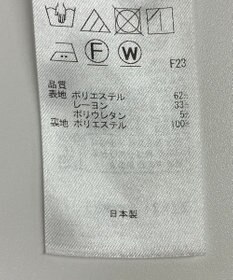 F W
F23
品質
表地 ポリエステル 62%
レーヨン 33%
ポリウレタン 5%
裏地 ポリエステル 100%
日本製